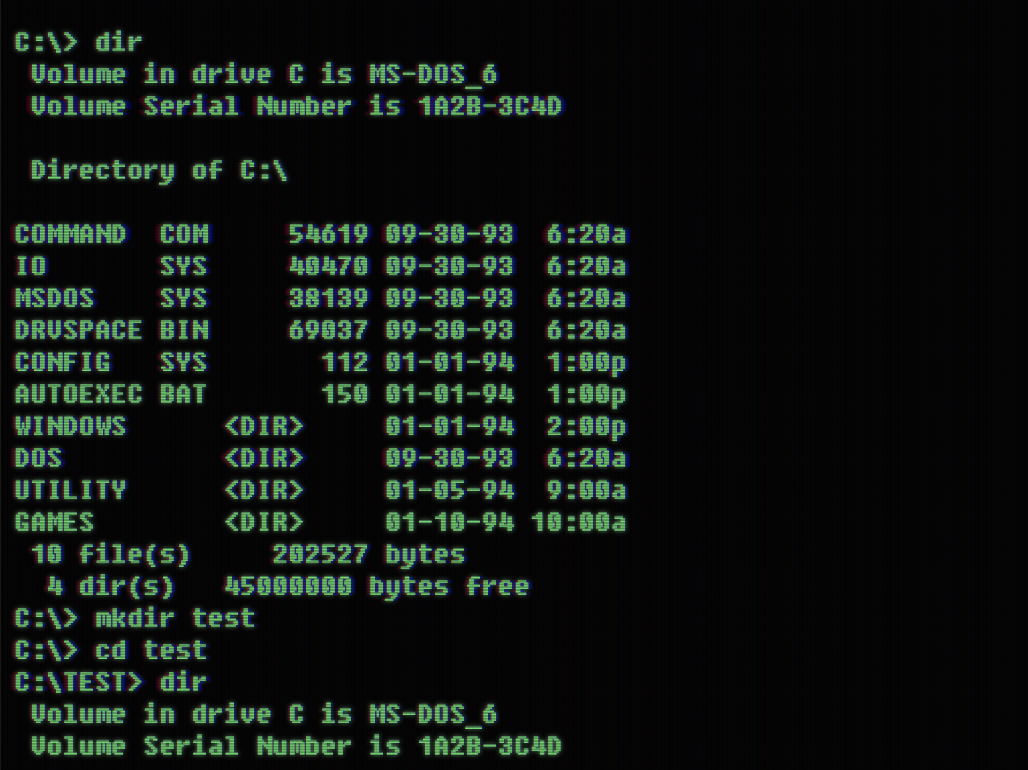 C:\> dir
 Volume in drive C is MS-DOS_6
 Volume Serial Number is 1A2B-3C4D

 Directory of C:\

COMMAND  COM     54619 09-30-93  6:20a
IO       SYS     40470 09-30-93  6:20a
MSDOS    SYS     38139 09-30-93  6:20a
DRVSPACE BIN     69037 09-30-93  6:20a
CONFIG   SYS       112 01-01-94  1:00p
AUTOEXEC BAT       150 01-01-94  1:00p
WINDOWS      <DIR>     01-01-94  2:00p
DOS          <DIR>     09-30-93  6:20a
UTILITY      <DIR>     01-05-94  9:00a
GAMES        <DIR>     01-10-94 10:00a
 10 file(s)     202527 bytes
  4 dir(s)   45000000 bytes free
C:\> mkdir test
C:\> cd test
C:\TEST> dir
 Volume in drive C is MS-DOS_6
 Volume Serial Number is 1A2B-3C4D